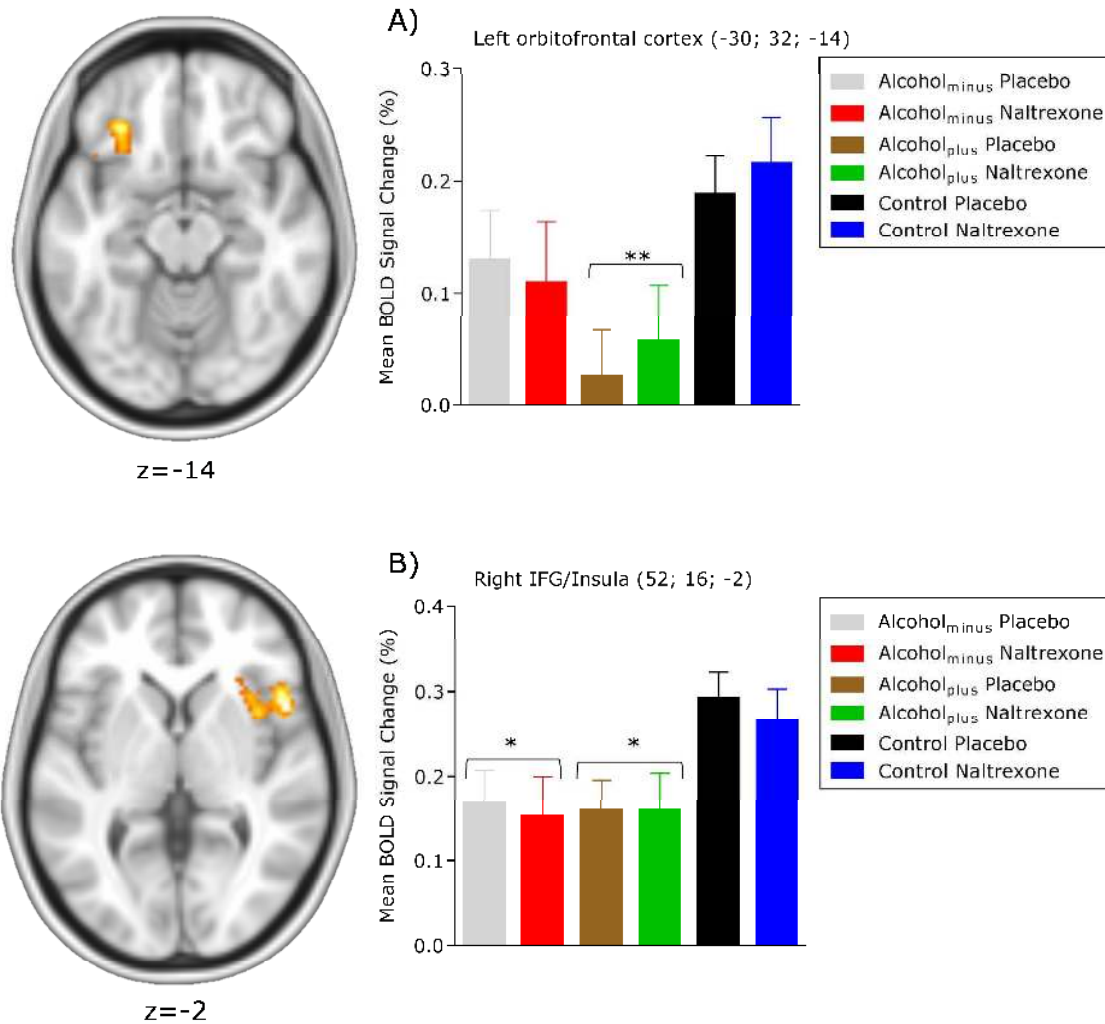 A)
Left orbitofrontal cortex (-30; 32; -14)
0.3
0.2
0.1
0.0
Mean BOLD Signal Change (%)
**
Alcoholminus Placebo
Alcoholminus Naltrexone
Alcoholplus Placebo
Alcoholplus Naltrexone
Control Placebo
Control Naltrexone
z=-14
B)
Right IFG/Insula (52; 16; -2)
0.4
0.3
0.2
0.1
0.0
Mean BOLD Signal Change (%)
*
*
Alcoholminus Placebo
Alcoholminus Naltrexone
Alcoholplus Placebo
Alcoholplus Naltrexone
Control Placebo
Control Naltrexone
z=-2